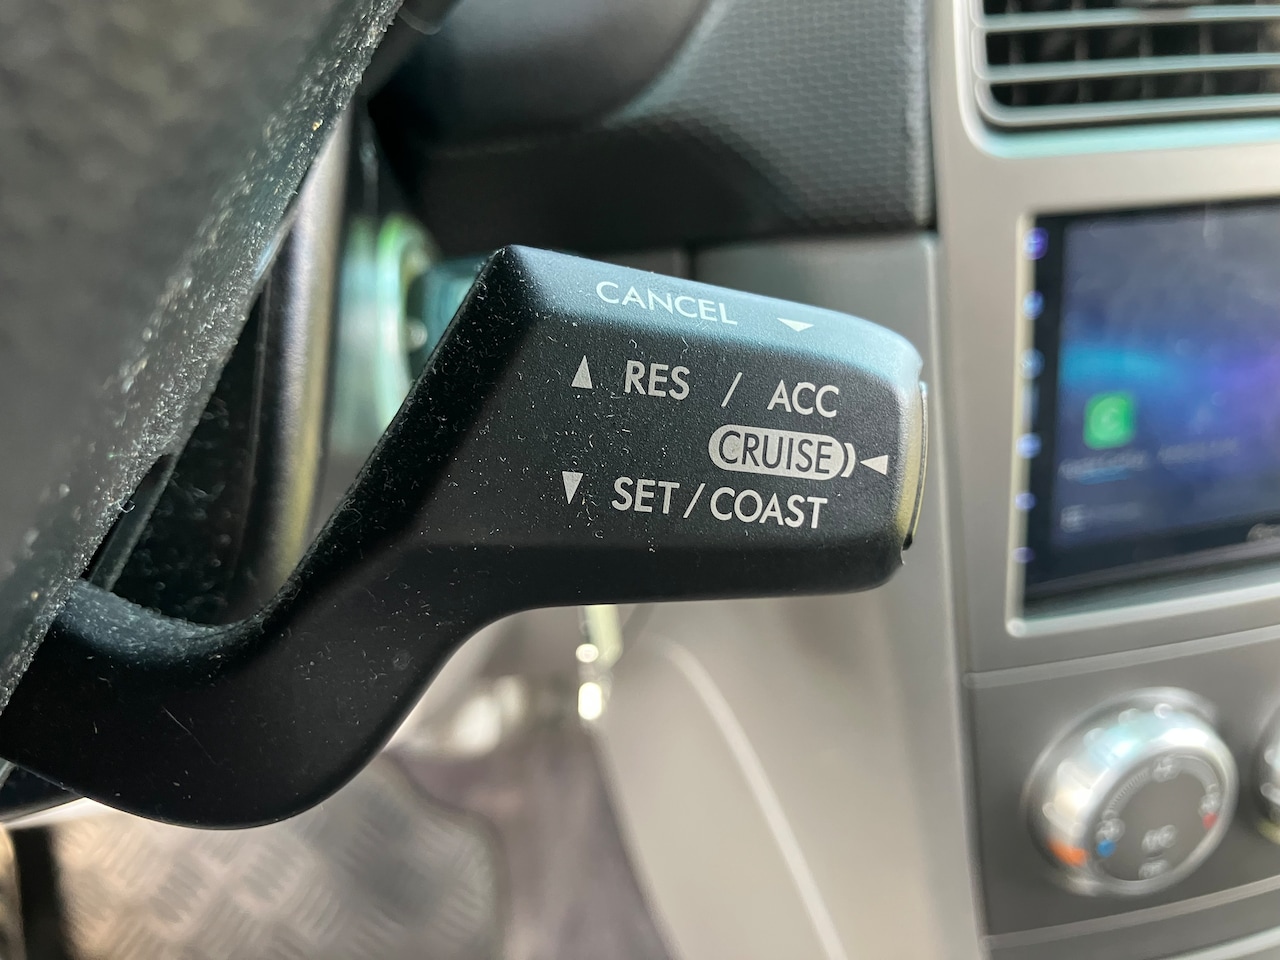 CANCEL
RES / ACC
CRUISE
SET / COAST